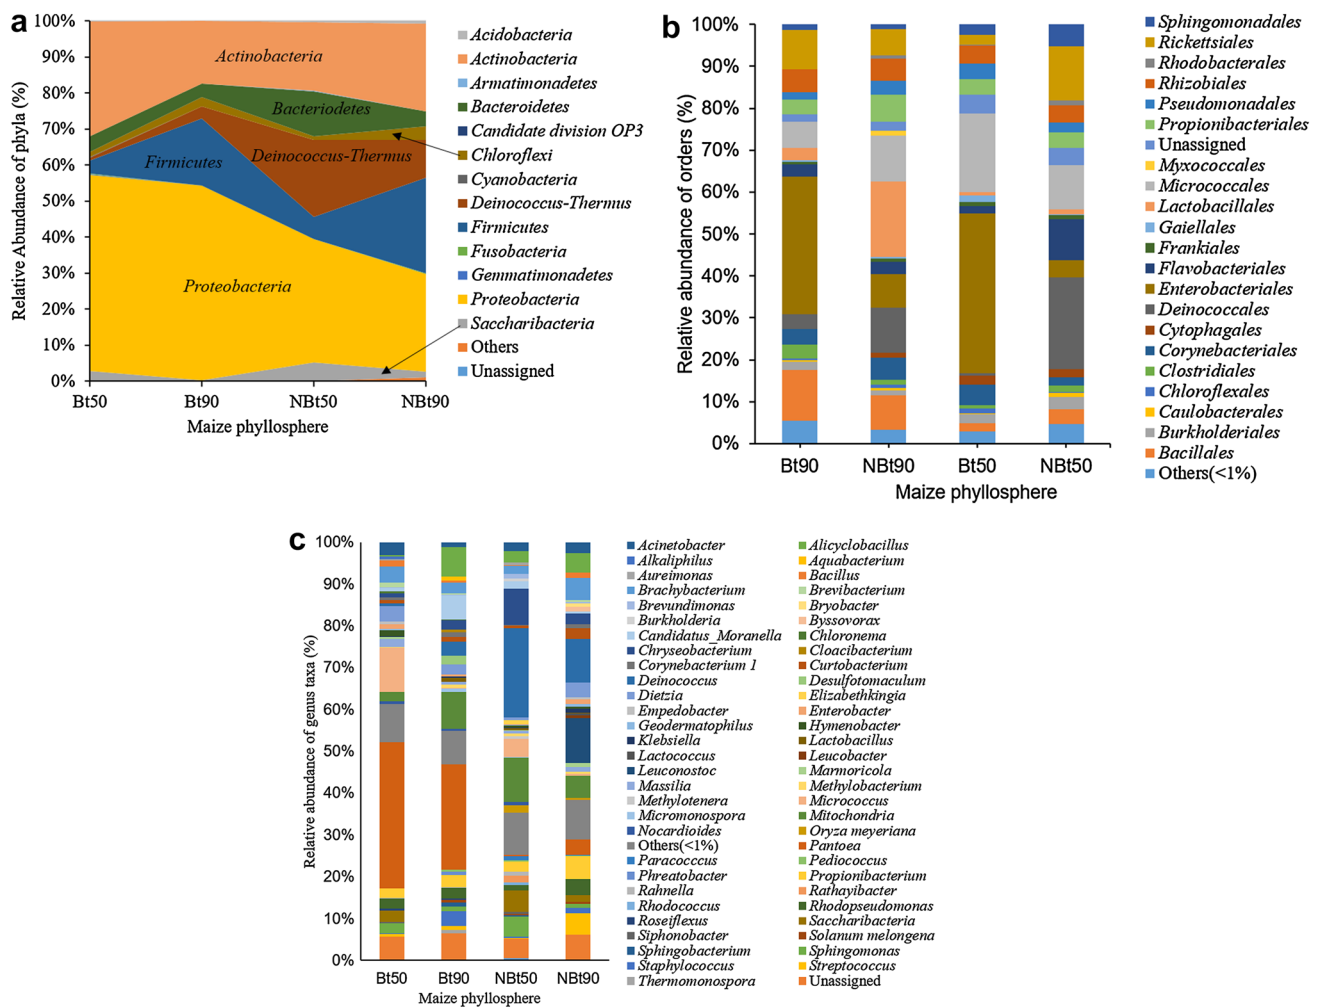 a
Relative Abundance of phyla (%)
100%
90%
80%
70%
60%
50%
40%
30%
20%
10%
0%
Actinobacteria
Bacteriodetes
Firmicutes
Deinococcus-Thermus
Proteobacteria
Bt50 Bt90 NBt50 NBt90
Maize phyllosphere
Acidobacteria
Actinobacteria
Armatimonadetes
Bacteroidetes
Candidate division OP3
Chloroflexi
Cyanobacteria
Deinococcus-Thermus
Firmicutes
Fusobacteria
Gemmatimonadetes
Proteobacteria
Saccharibacteria
Others
Unassigned
b
Relative abundance of orders (%)
100%
90%
80%
70%
60%
50%
40%
30%
20%
10%
0%
Bt90 NBt90 Bt50 NBt50
Maize phyllosphere
Sphingomonadales
Rickettsiales
Rhodobacterales
Rhizobiales
Pseudomonadales
Propionibacteriales
Unassigned
Myxococcales
Micrococcales
Lactobacillales
Gaiellales
Frankiales
Flavobacteriales
Enterobacteriales
Deinococcales
Cytophagales
Corynebacteriales
Clostridiales
Chloroflexales
Caulobacterales
Burkholderiales
Bacillales
Others(<1%)
c
Relative abundance of genus taxa (%)
100%
90%
80%
70%
60%
50%
40%
30%
20%
10%
0%
Bt50 Bt90 NBt50 NBt90
Maize phyllosphere
Acinetobacter Alicyclobacillus
Alkaliphilus Aquabacterium
Aureimonas Bacillus
Brachybacterium Brevibacterium
Brevundimonas Bryobacter
Burkholderia Byssovorax
Candidatus_Moranella Chloronema
Chryseobacterium Cloacibacterium
Corynebacterium 1 Curtobacterium
Deinococcus Desulfotomaculum
Dietzia Elizabethkingia
Empedobacter Enterobacter
Geodermatophilus Hymenobacter
Klebsiella Lactobacillus
Lactococcus Leucobacter
Leuconostoc Marmoricola
Massilia Methylobacterium
Methylotenera Micrococcus
Micromonospora Mitochondria
Nocardioides Oryza meyeriana
Others(<1%) Pantoea
Paracocccus Pediococcus
Phreatobacter Propionibacterium
Rahnella Rathayibacter
Rhodococcus Rhodopseudomonas
Roseiflexus Saccharibacteria
Siphonobacter Solanum melongena
Sphingobacterium Sphingomonas
Staphylococcus Streptococcus
Thermomonospora Unassigned